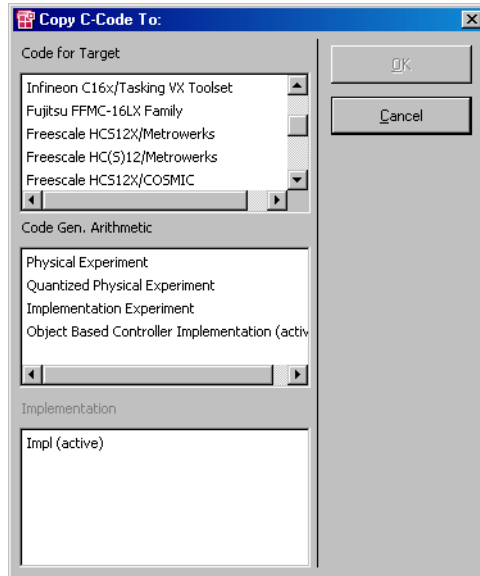 Copy C-Code To:
Code for Target
Infineon C16x/Tasking VX Toolset
Fujitsu FFMC-16LX Family
Freescale HCS12X/Metrowerks
Freescale HC(S)12/Metrowerks
Freescale HCS12X/COSMIC
OK
Cancel
Code Gen. Arithmetic
Physical Experiment
Quantized Physical Experiment
Implementation Experiment
Object Based Controller Implementation (activ
Implementation
Impl (active)